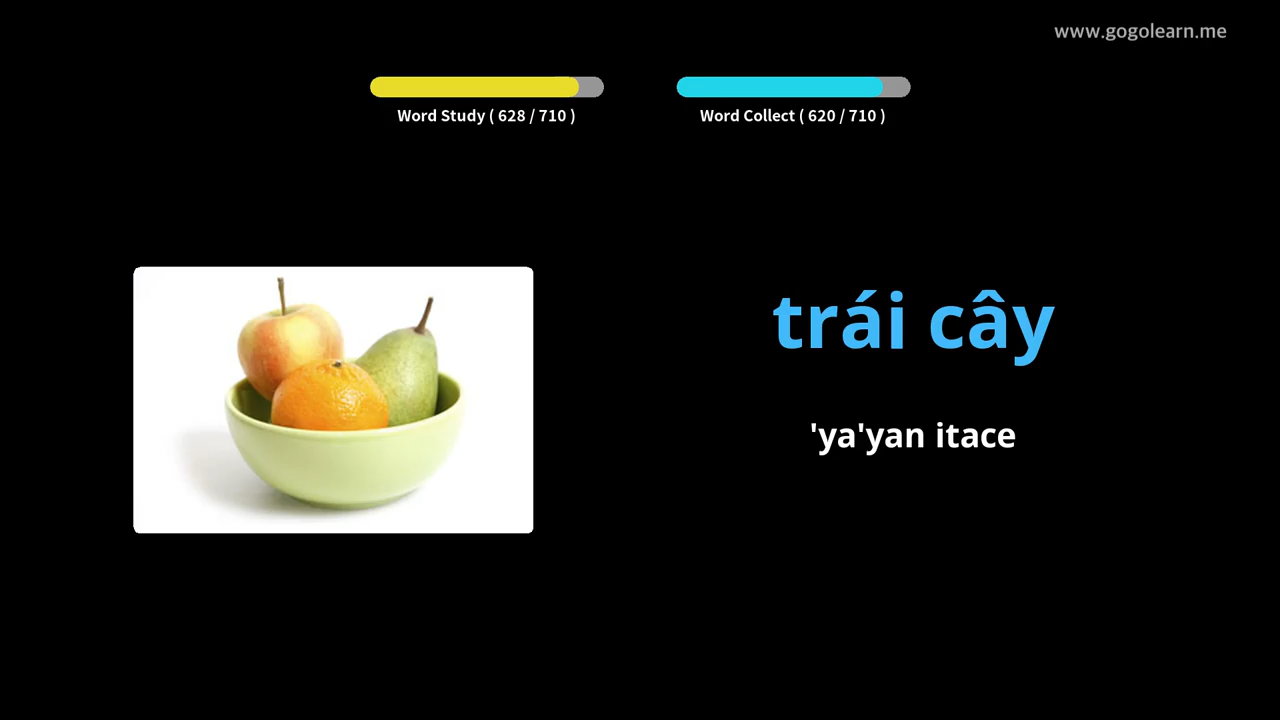 www.gogolearn.me
Word Study ( 628 / 710 )
Word Collect ( 620 / 710 )
trái cây
'ya'yan itace